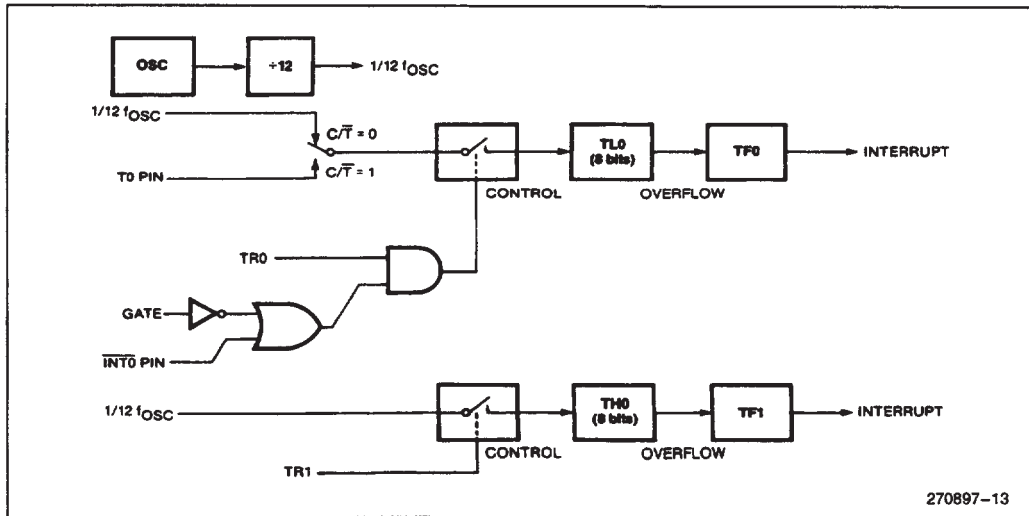 OSC
÷12
1/12 fOSC
1/12 fOSC
C/T̅ = 0
T0 PIN
C/T̅ = 1
CONTROL
TL0
(8 bits)
OVERFLOW
TF0
INTERRUPT
TR0
GATE
I̅N̅T̅0̅ PIN
1/12 fOSC
TR1
CONTROL
TH0
(8 bits)
OVERFLOW
TF1
INTERRUPT
270897–13